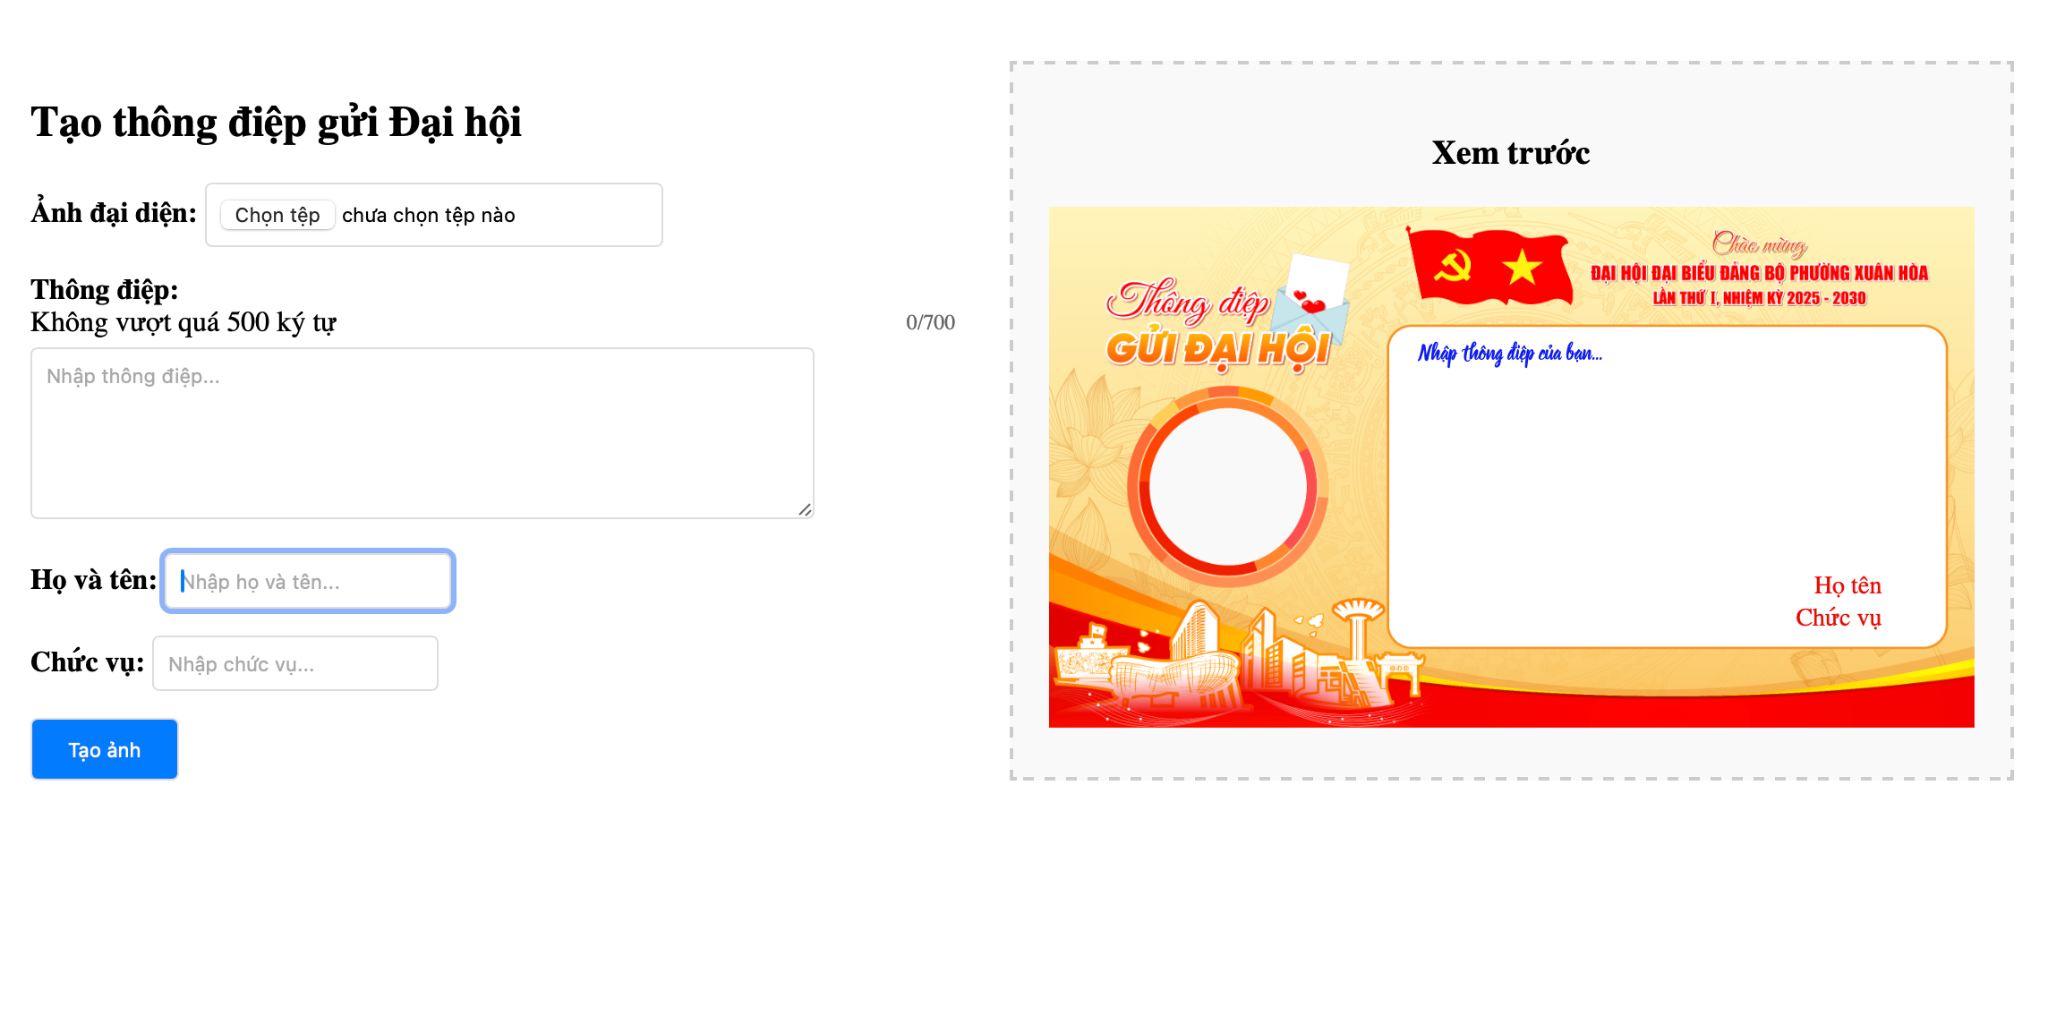 Tạo thông điệp gửi Đại hội
Ảnh đại diện: Chọn tệp chưa chọn tệp nào
Thông điệp:
Không vượt quá 500 ký tự 0/700
Nhập thông điệp...
Họ và tên: Nhập họ và tên...
Chức vụ: Nhập chức vụ...
Tạo ảnh
Xem trước
Thông điệp
GỬI ĐẠI HỘI
Chào mừng
ĐẠI HỘI ĐẠI BIỂU ĐẢNG BỘ PHƯỜNG XUÂN HÒA
LẦN THỨ I, NHIỆM KỲ 2025 - 2030
Nhập thông điệp của bạn...
Họ tên
Chức vụ